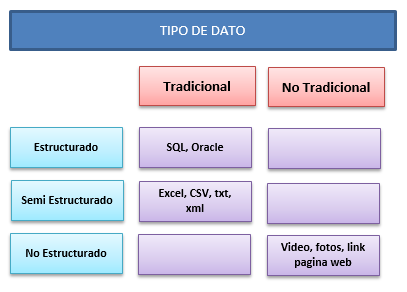 TIPO DE DATO
Tradicional
No Tradicional
Estructurado
SQL, Oracle
Semi Estructurado
Excel, CSV, txt,
xml
No Estructurado
Video, fotos, link
pagina web